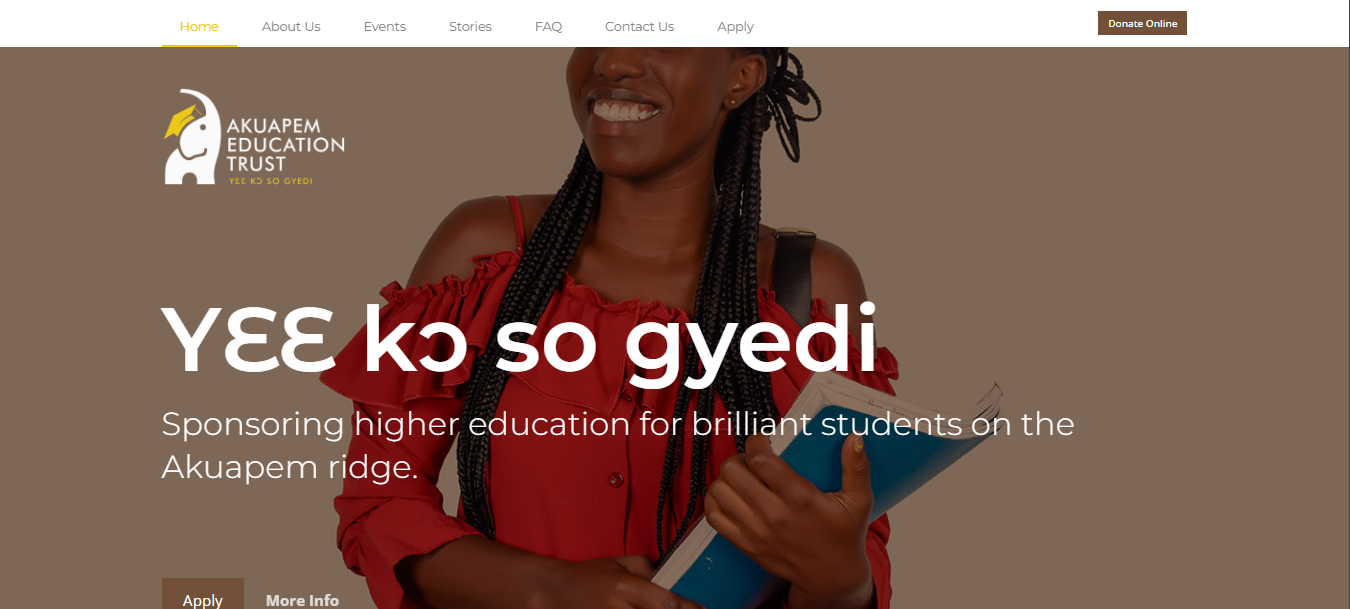 Home About Us Events Stories FAQ Contact Us Apply Donate Online
AKUAPEM
EDUCATION
TRUST
YƐƐ KƆ SO GYEDI
YƐƐ kɔ so gyedi
Sponsoring higher education for brilliant students on the
Akuapem ridge.
Apply More Info